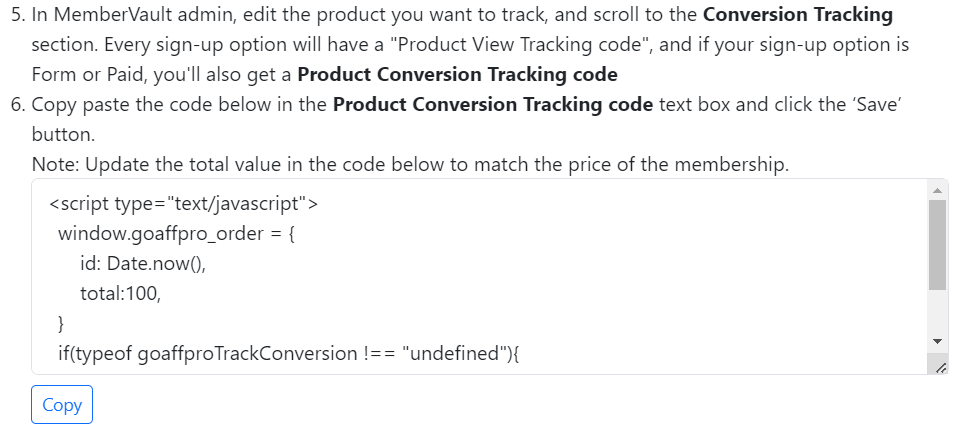 5. In MemberVault admin, edit the product you want to track, and scroll to the Conversion Tracking
section. Every sign-up option will have a "Product View Tracking code", and if your sign-up option is
Form or Paid, you'll also get a Product Conversion Tracking code
6. Copy paste the code below in the Product Conversion Tracking code text box and click the ‘Save’
button.
Note: Update the total value in the code below to match the price of the membership.
<script type="text/javascript">
window.goaffpro_order = {
id: Date.now(),
total:100,
}
if(typeof goaffproTrackConversion !== "undefined"){
Copy